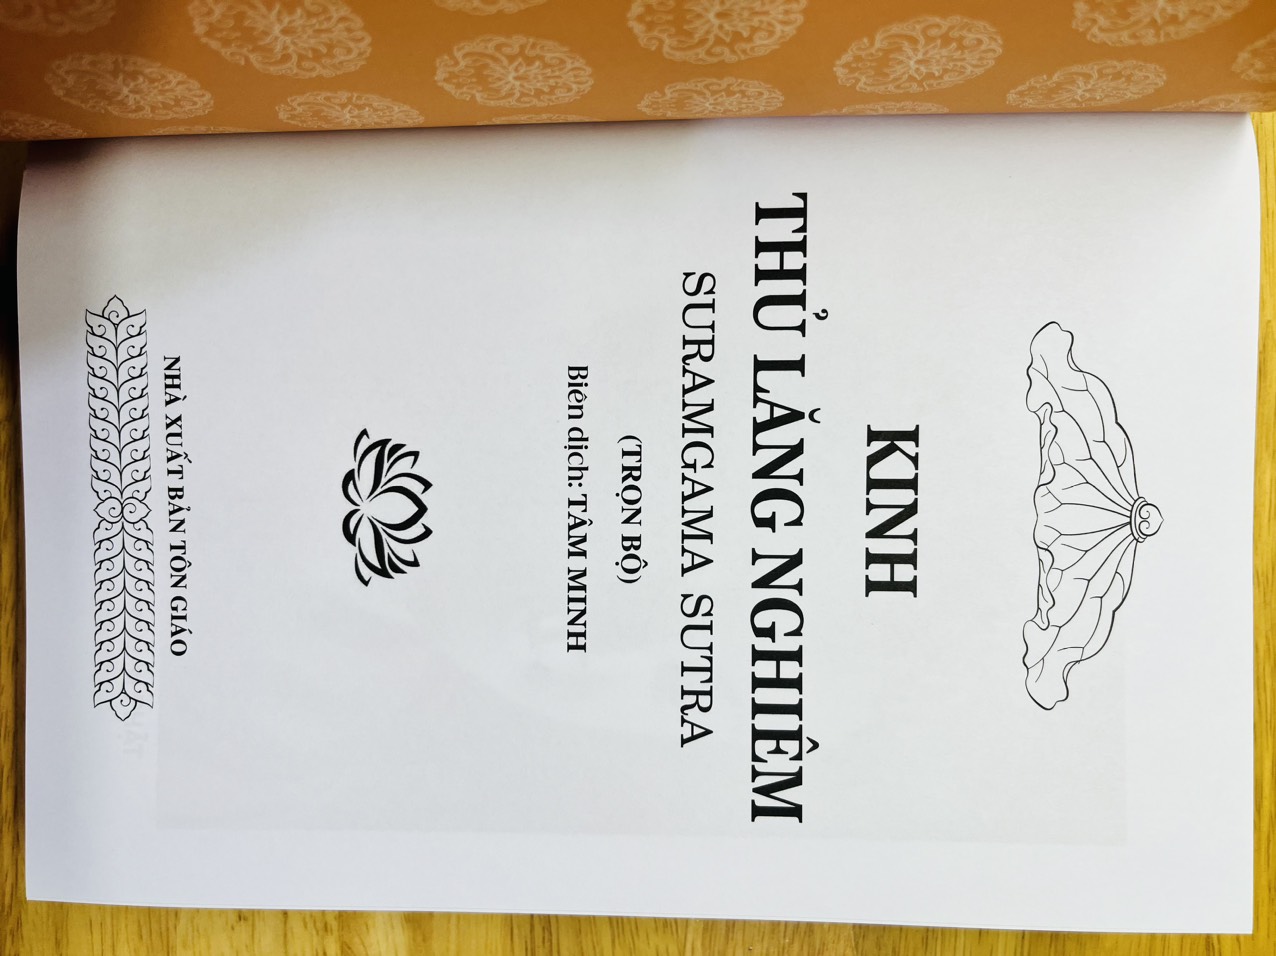 KINH
THỦ LĂNG NGHIÊM
SURAMGAMA SUTRA
(TRỌN BỘ)
Biên dịch: TÂM MINH
NHÀ XUẤT BẢN TÔN GIÁO